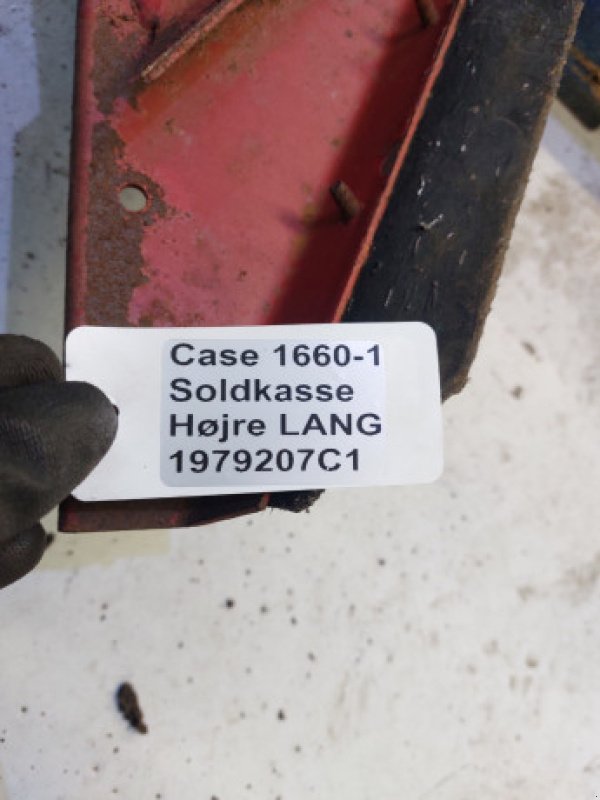 Case 1660-1
Soldkasse
Højre LANG
1979207C1